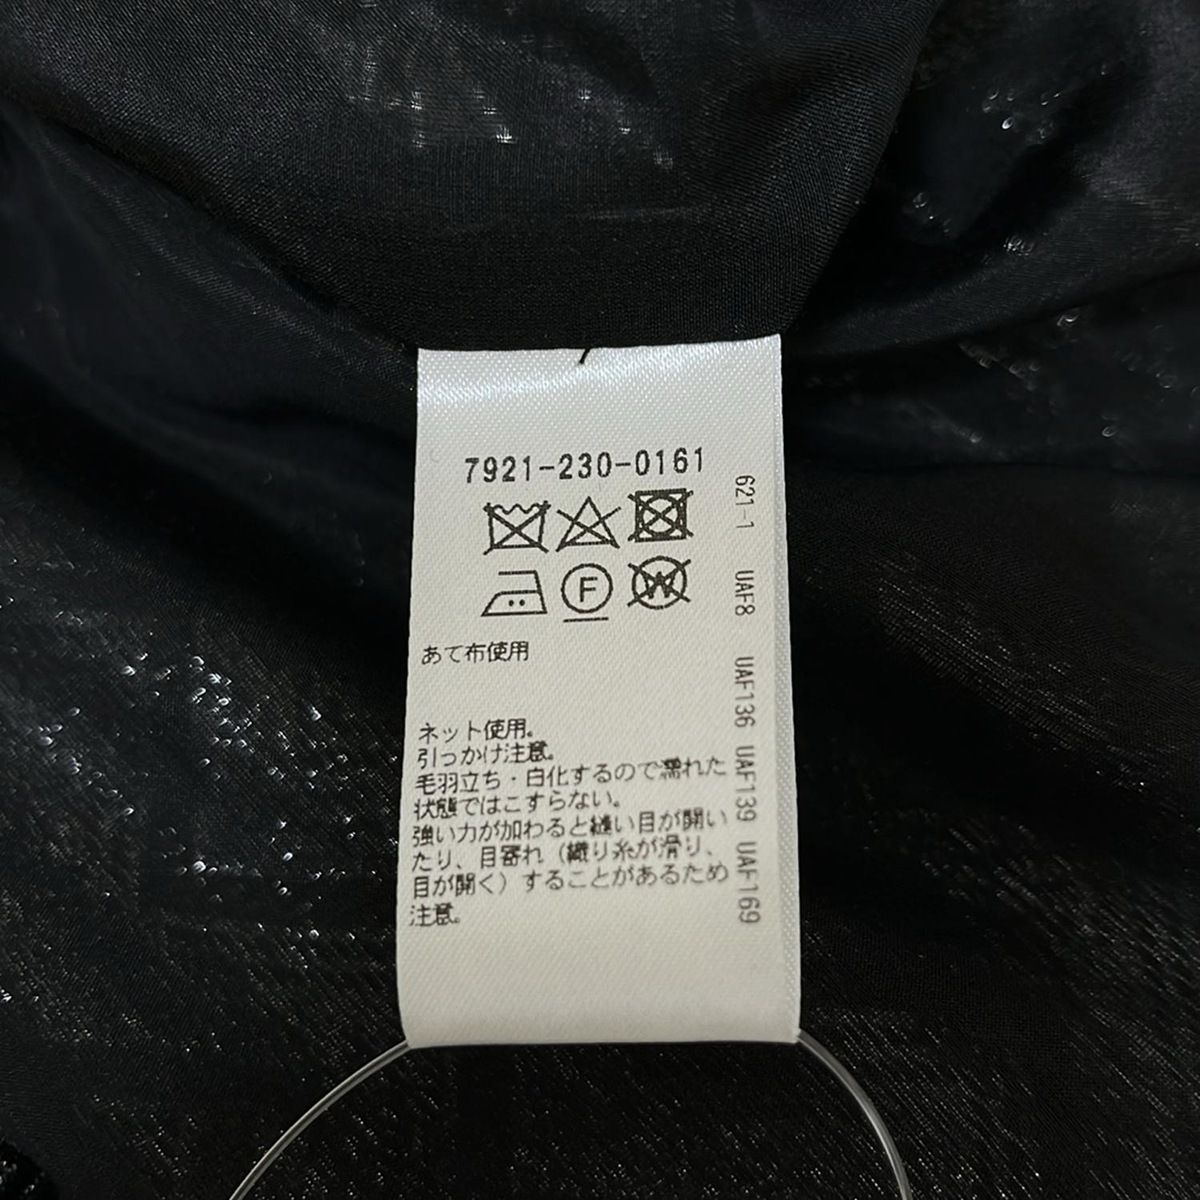 7921-230-0161
F
W
あて布使用
ネット使用。
引っかけ注意。
毛羽立ち・白化するので濡れた
状態ではこすらない。
強い力が加わると縫い目が開い
たり、目寄れ（織り糸が滑り、
目が開く）することがあるため
注意。
621-1 UAF8 UAF136 UAF139 UAF169